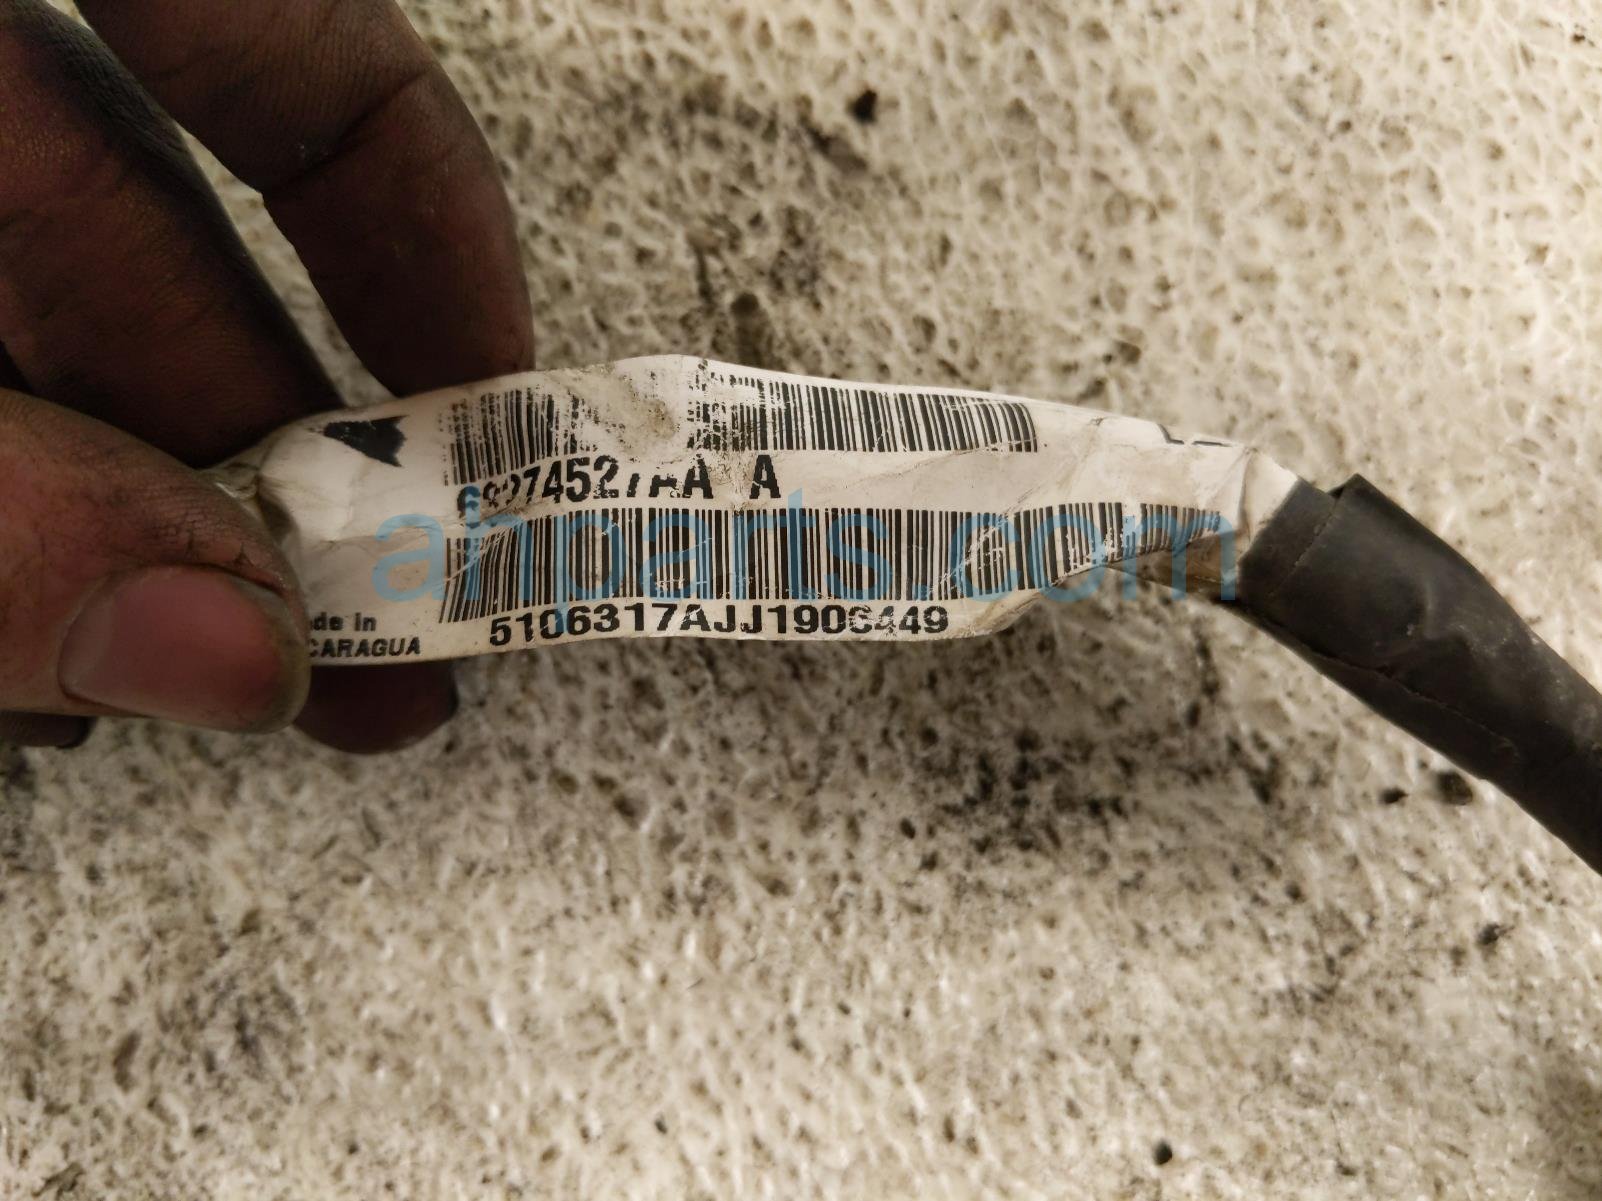 68274527AA A
ahparts.com
5106317AJJ1906449
ade in
CARAGUA